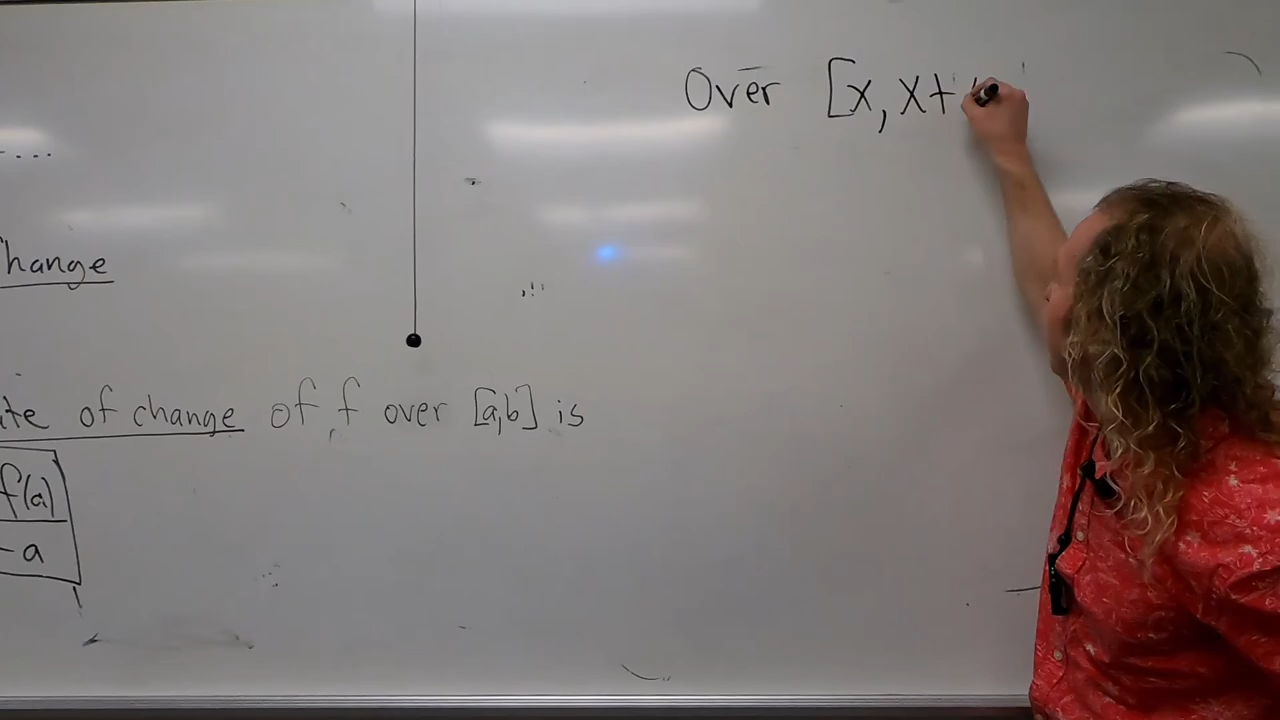 Over [x, x+
....
hange
te of change of f over [a,b] is
f(a)
- a